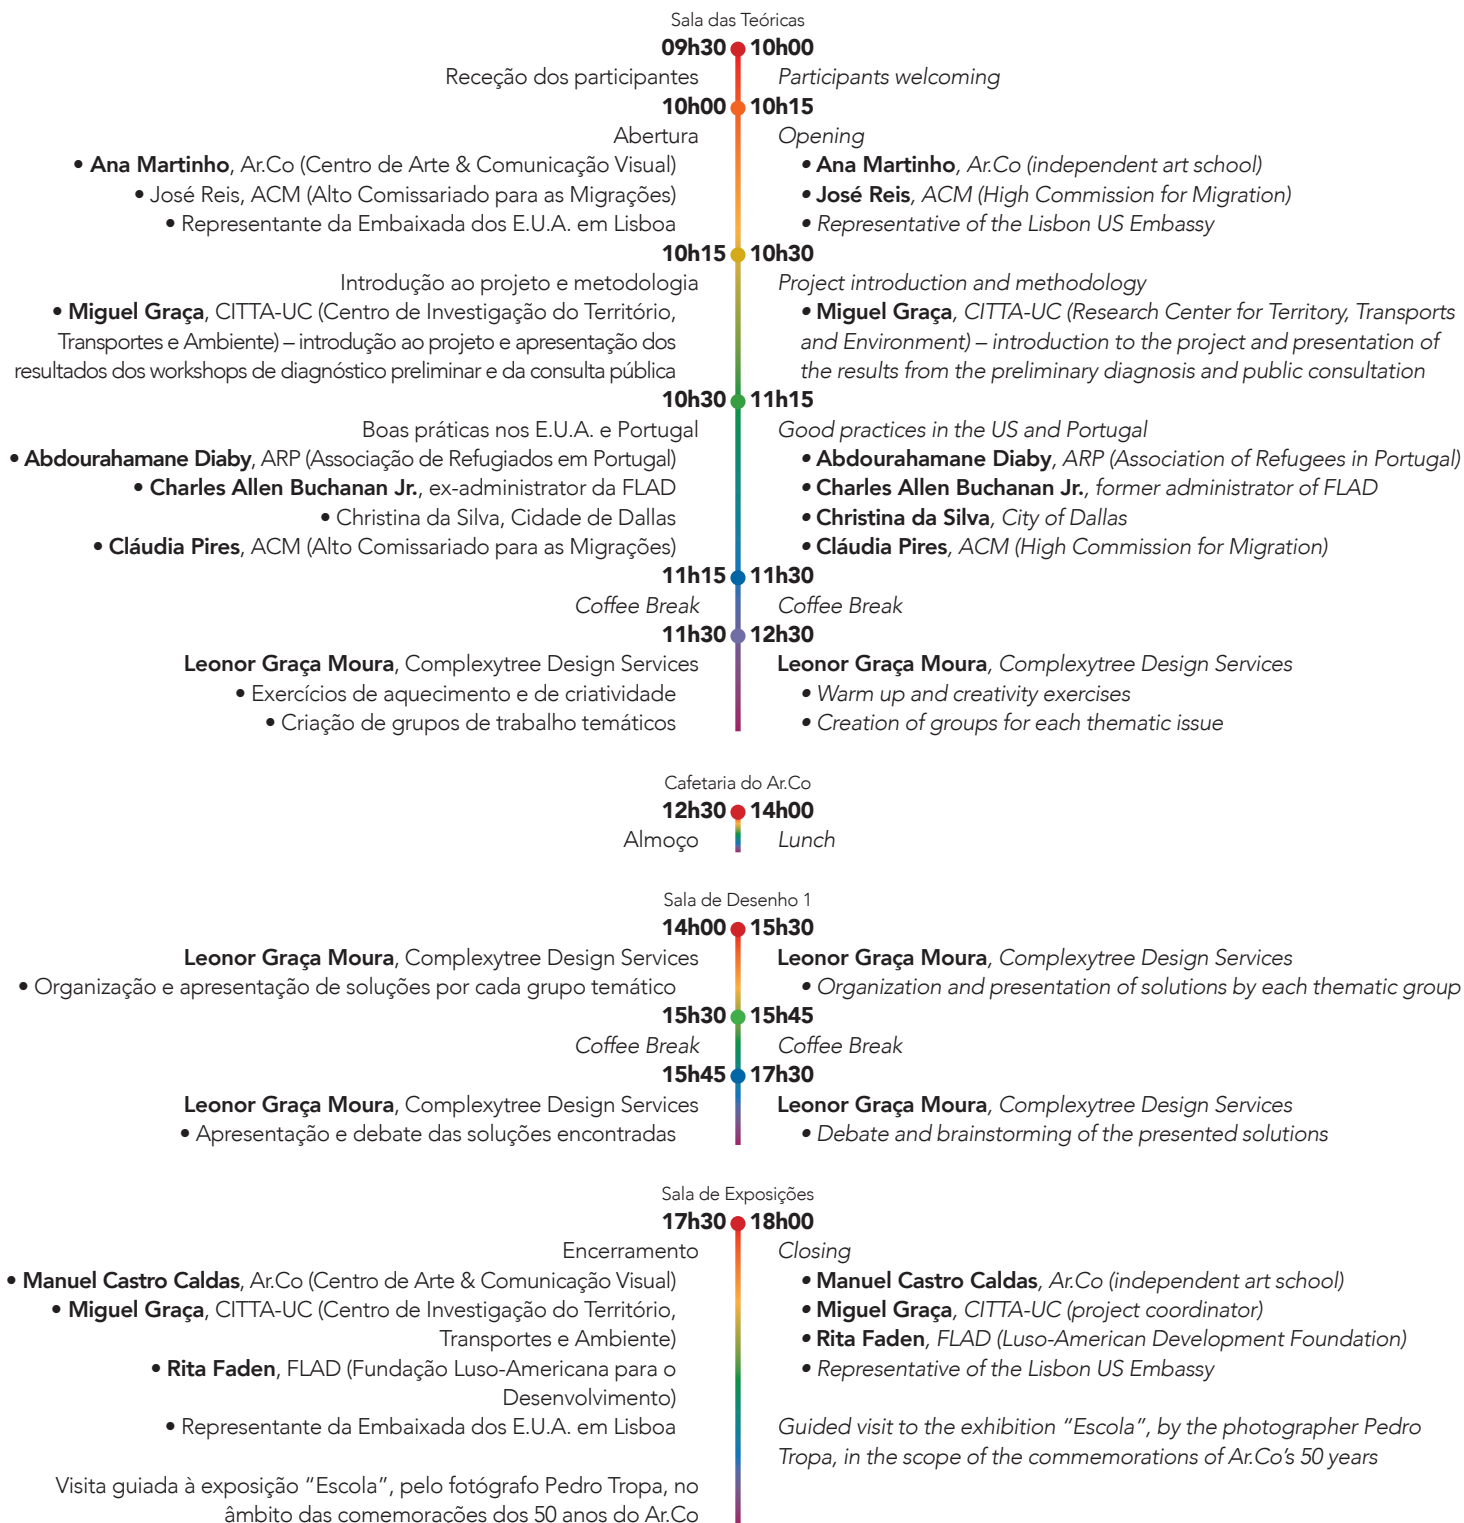 Sala das Teóricas
09h30 10h00
Receção dos participantes Participants welcoming
10h00 10h15
Abertura Opening
• Ana Martinho, Ar.Co (Centro de Arte & Comunicação Visual) • Ana Martinho, Ar.Co (independent art school)
• José Reis, ACM (Alto Comissariado para as Migrações) • José Reis, ACM (High Commission for Migration)
• Representante da Embaixada dos E.U.A. em Lisboa • Representative of the Lisbon US Embassy
10h15 10h30
Introdução ao projeto e metodologia Project introduction and methodology
• Miguel Graça, CITTA-UC (Centro de Investigação do Território, • Miguel Graça, CITTA-UC (Research Center for Territory, Transports
Transportes e Ambiente) – introdução ao projeto e apresentação dos and Environment) – introduction to the project and presentation of
resultados dos workshops de diagnóstico preliminar e da consulta pública the results from the preliminary diagnosis and public consultation
10h30 11h15
Boas práticas nos E.U.A. e Portugal Good practices in the US and Portugal
• Abdourahamane Diaby, ARP (Associação de Refugiados em Portugal) • Abdourahamane Diaby, ARP (Association of Refugees in Portugal)
• Charles Allen Buchanan Jr., ex-administrator da FLAD • Charles Allen Buchanan Jr., former administrator of FLAD
• Christina da Silva, Cidade de Dallas • Christina da Silva, City of Dallas
• Cláudia Pires, ACM (Alto Comissariado para as Migrações) • Cláudia Pires, ACM (High Commission for Migration)
11h15 11h30
Coffee Break Coffee Break
11h30 12h30
Leonor Graça Moura, Complexytree Design Services Leonor Graça Moura, Complexytree Design Services
• Exercícios de aquecimento e de criatividade • Warm up and creativity exercises
• Criação de grupos de trabalho temáticos • Creation of groups for each thematic issue
Cafetaria do Ar.Co
12h30 14h00
Almoço Lunch
Sala de Desenho 1
14h00 15h30
Leonor Graça Moura, Complexytree Design Services Leonor Graça Moura, Complexytree Design Services
• Organização e apresentação de soluções por cada grupo temático • Organization and presentation of solutions by each thematic group
15h30 15h45
Coffee Break Coffee Break
15h45 17h30
Leonor Graça Moura, Complexytree Design Services Leonor Graça Moura, Complexytree Design Services
• Apresentação e debate das soluções encontradas • Debate and brainstorming of the presented solutions
Sala de Exposições
17h30 18h00
Encerramento Closing
• Manuel Castro Caldas, Ar.Co (Centro de Arte & Comunicação Visual) • Manuel Castro Caldas, Ar.Co (independent art school)
• Miguel Graça, CITTA-UC (Centro de Investigação do Território, • Miguel Graça, CITTA-UC (project coordinator)
Transportes e Ambiente) • Rita Faden, FLAD (Luso-American Development Foundation)
• Rita Faden, FLAD (Fundação Luso-Americana para o • Representative of the Lisbon US Embassy
Desenvolvimento)
• Representante da Embaixada dos E.U.A. em Lisboa Guided visit to the exhibition “Escola”, by the photographer Pedro
Tropa, in the scope of the commemorations of Ar.Co’s 50 years
Visita guiada à exposição “Escola”, pelo fotógrafo Pedro Tropa, no
âmbito das comemorações dos 50 anos do Ar.Co